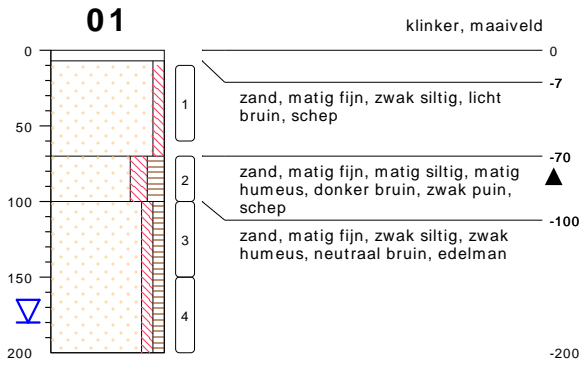 01
klinker, maaiveld
0
0
-7
zand, matig fijn, zwak siltig, licht
bruin, schep
1
50
-70
zand, matig fijn, matig siltig, matig
humeus, donker bruin, zwak puin,
schep
2
100
-100
zand, matig fijn, zwak siltig, zwak
humeus, neutraal bruin, edelman
3
150
4
200
-200